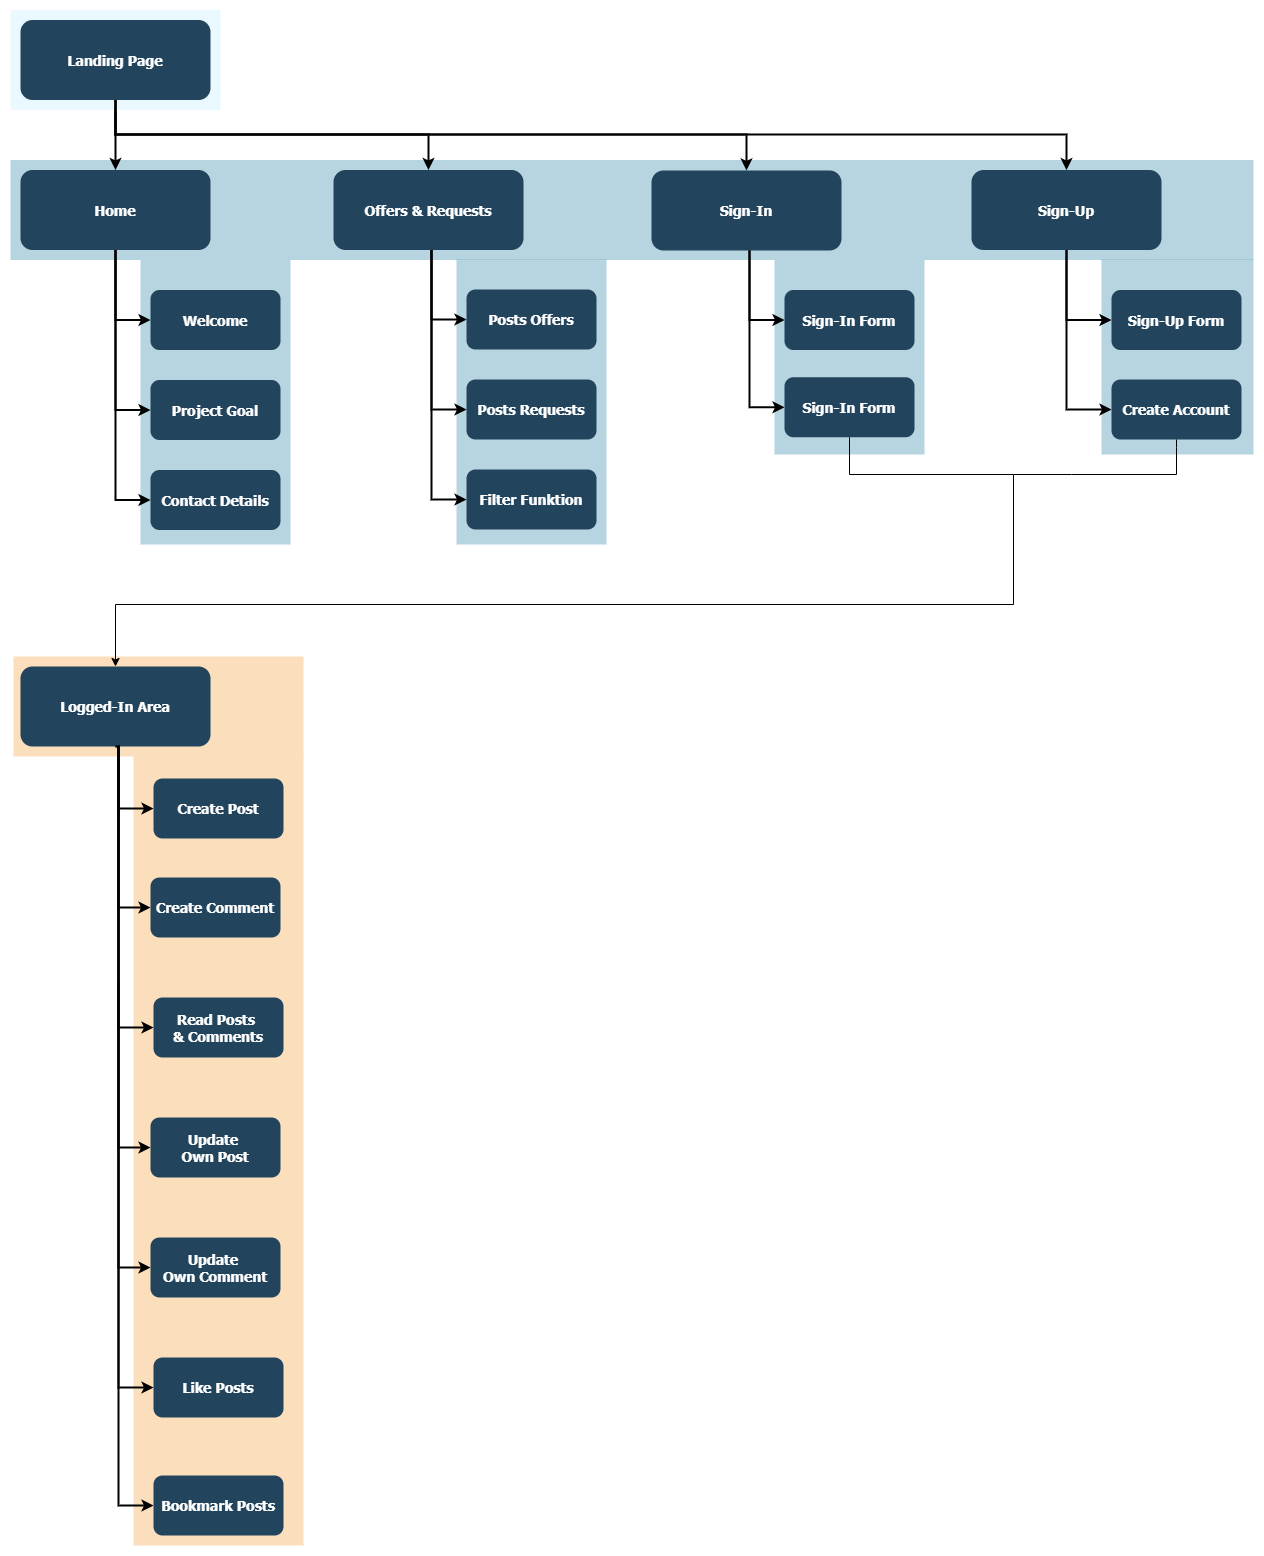 Landing Page
Home
Offers & Requests
Sign-In
Sign-Up
Welcome
Posts Offers
Sign-In Form
Sign-Up Form
Project Goal
Posts Requests
Sign-In Form
Create Account
Contact Details
Filter Funktion
Logged-In Area
Create Post
Create Comment
Read Posts
& Comments
Update
Own Post
Update
Own Comment
Like Posts
Bookmark Posts